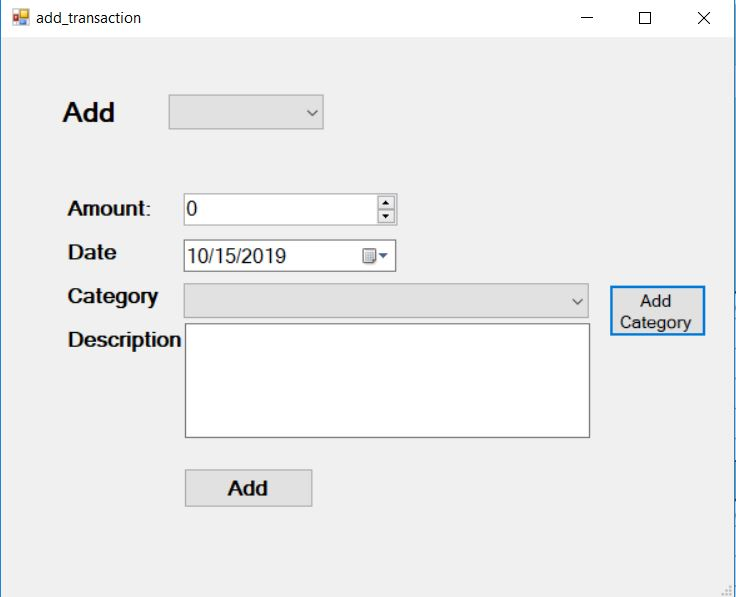 add_transaction
Add
Amount:
0
Date
10/15/2019
Category
Add
Category
Description
Add